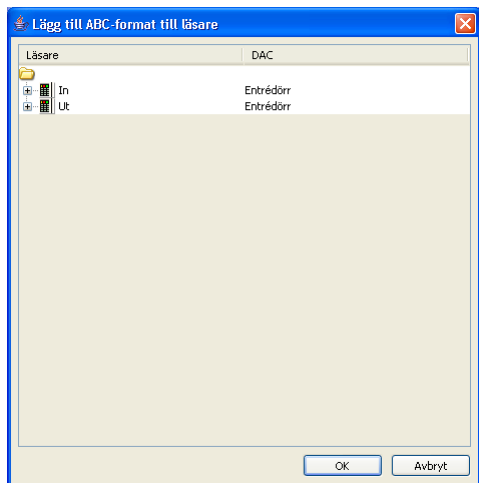 Lägg till ABC-format till läsare
Läsare DAC
In Entrédörr
Ut Entrédörr
OK Avbryt